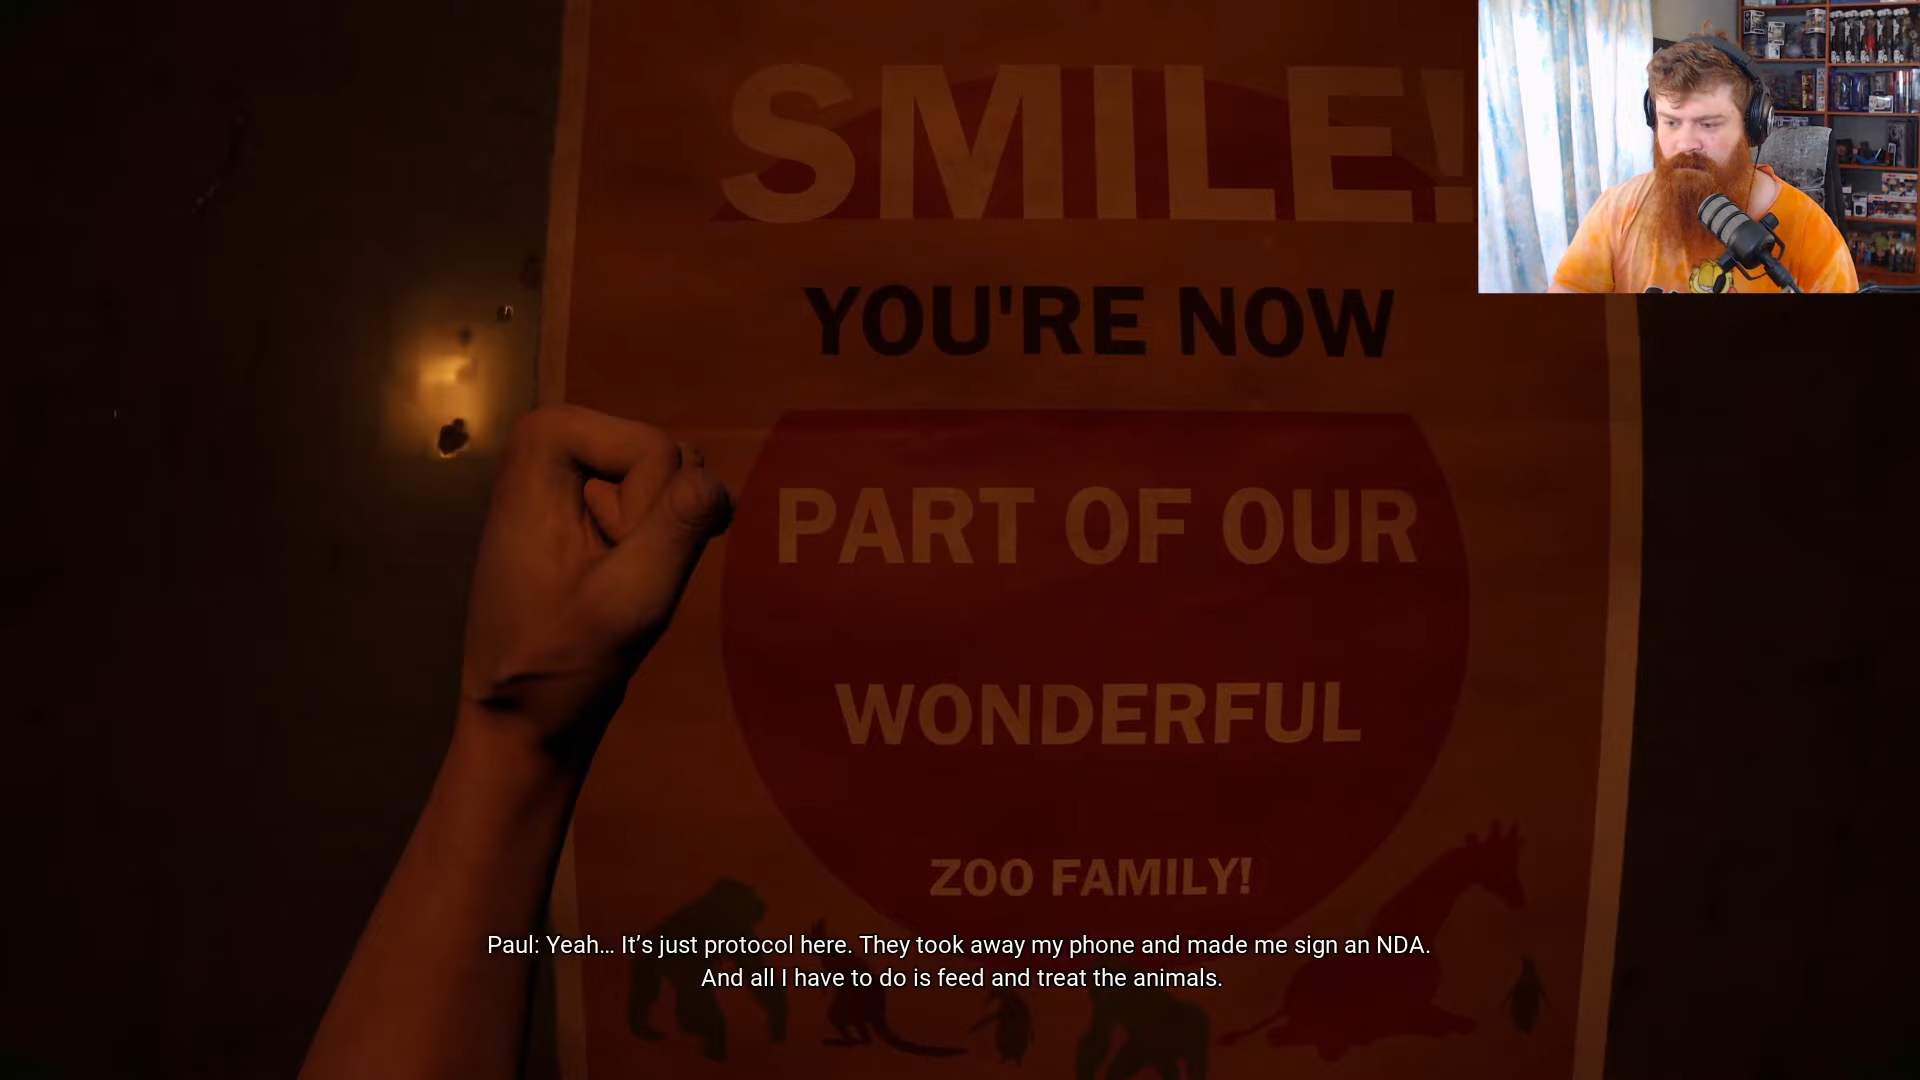 SMILE!
YOU'RE NOW
PART OF OUR
WONDERFUL
ZOO FAMILY!
Paul: Yeah… It’s just protocol here. They took away my phone and made me sign an NDA.
And all I have to do is feed and treat the animals.